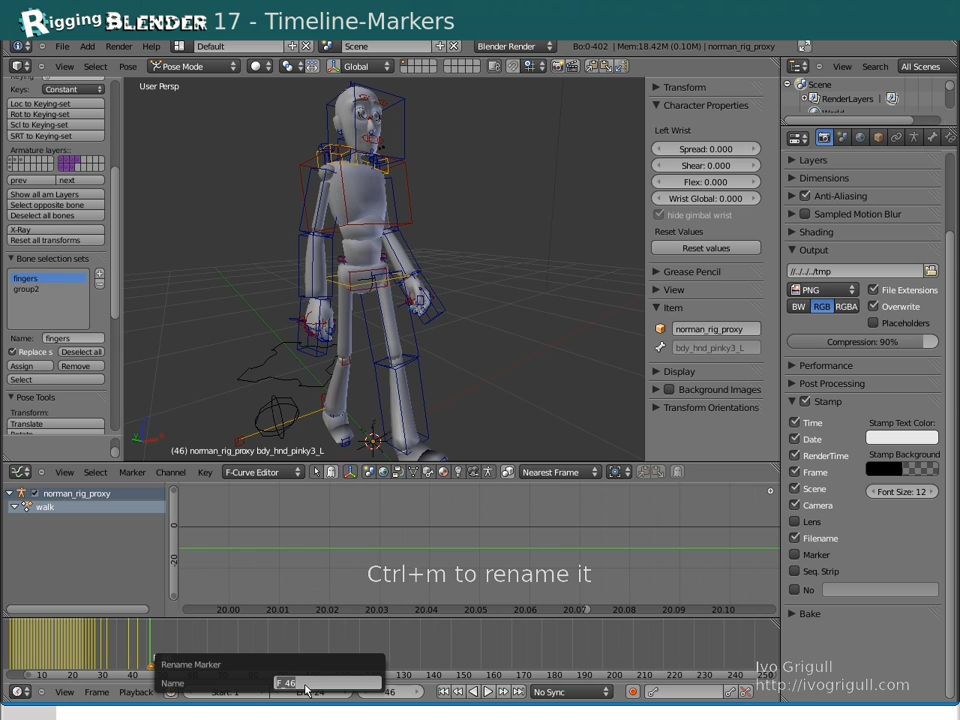 Rigging BLENDER 17 - Timeline-Markers
File Add Render Help Default Scene Blender Render Bo:0-402 | Mem:18.42M (0.10M) | norman_rig_proxy
View Select Pose Pose Mode Global View Search All Scenes
Keys: Constant
Loc to Keying-set
Rot to Keying-set
Scl to Keying-set
SRT to Keying-set
Armature layers::
prev next
Show all am Layers
Select opposite bone
Deselect all bones
X-Ray
Reset all transforms
Bone selection sets
fingers
group2
Name: fingers
Replace s Deselect all
Assign Remove
Select
Pose Tools
Transform:
Translate
User Persp
(46) norman_rig_proxy bdy_hnd_pinky3_L
Transform
Character Properties
Left Wrist
Spread: 0.000
Shear: 0.000
Flex: 0.000
Wrist Global: 0.000
hide gimbal wrist
Reset Values
Reset values
Grease Pencil
View
Item
norman_rig_proxy
bdy_hnd_pinky3_L
Display
Background Images
Transform Orientations
Scene
RenderLayers
Layers
Dimensions
Anti-Aliasing
Sampled Motion Blur
Shading
Output
//../../../tmp
PNG File Extensions
BW RGB RGBA Overwrite
Placeholders
Compression: 90%
Performance
Post Processing
Stamp
Time Stamp Text Color:
Date
RenderTime Stamp Background
Frame
Scene Font Size: 12
Camera
Lens
Filename
Marker
Seq. Strip
No
Bake
View Select Marker Channel Key F-Curve Editor Nearest Frame
norman_rig_proxy
walk
0
-20
Ctrl+m to rename it
20.00 20.01 20.02 20.03 20.04 20.05 20.06 20.07 20.08 20.09 20.10
Rename Marker
Name F_46
10 20 30 40 110 120 130 140 150 160 170 180 190 200 210 220 230 240 250
View Frame Playback Start: 1 24 46 No Sync
Ivo Grigull
http://ivogrigull.com